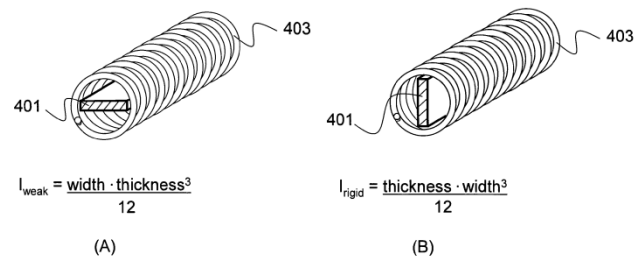 403
401
I_weak = width · thickness³
12
(A)
403
401
I_rigid = thickness · width³
12
(B)